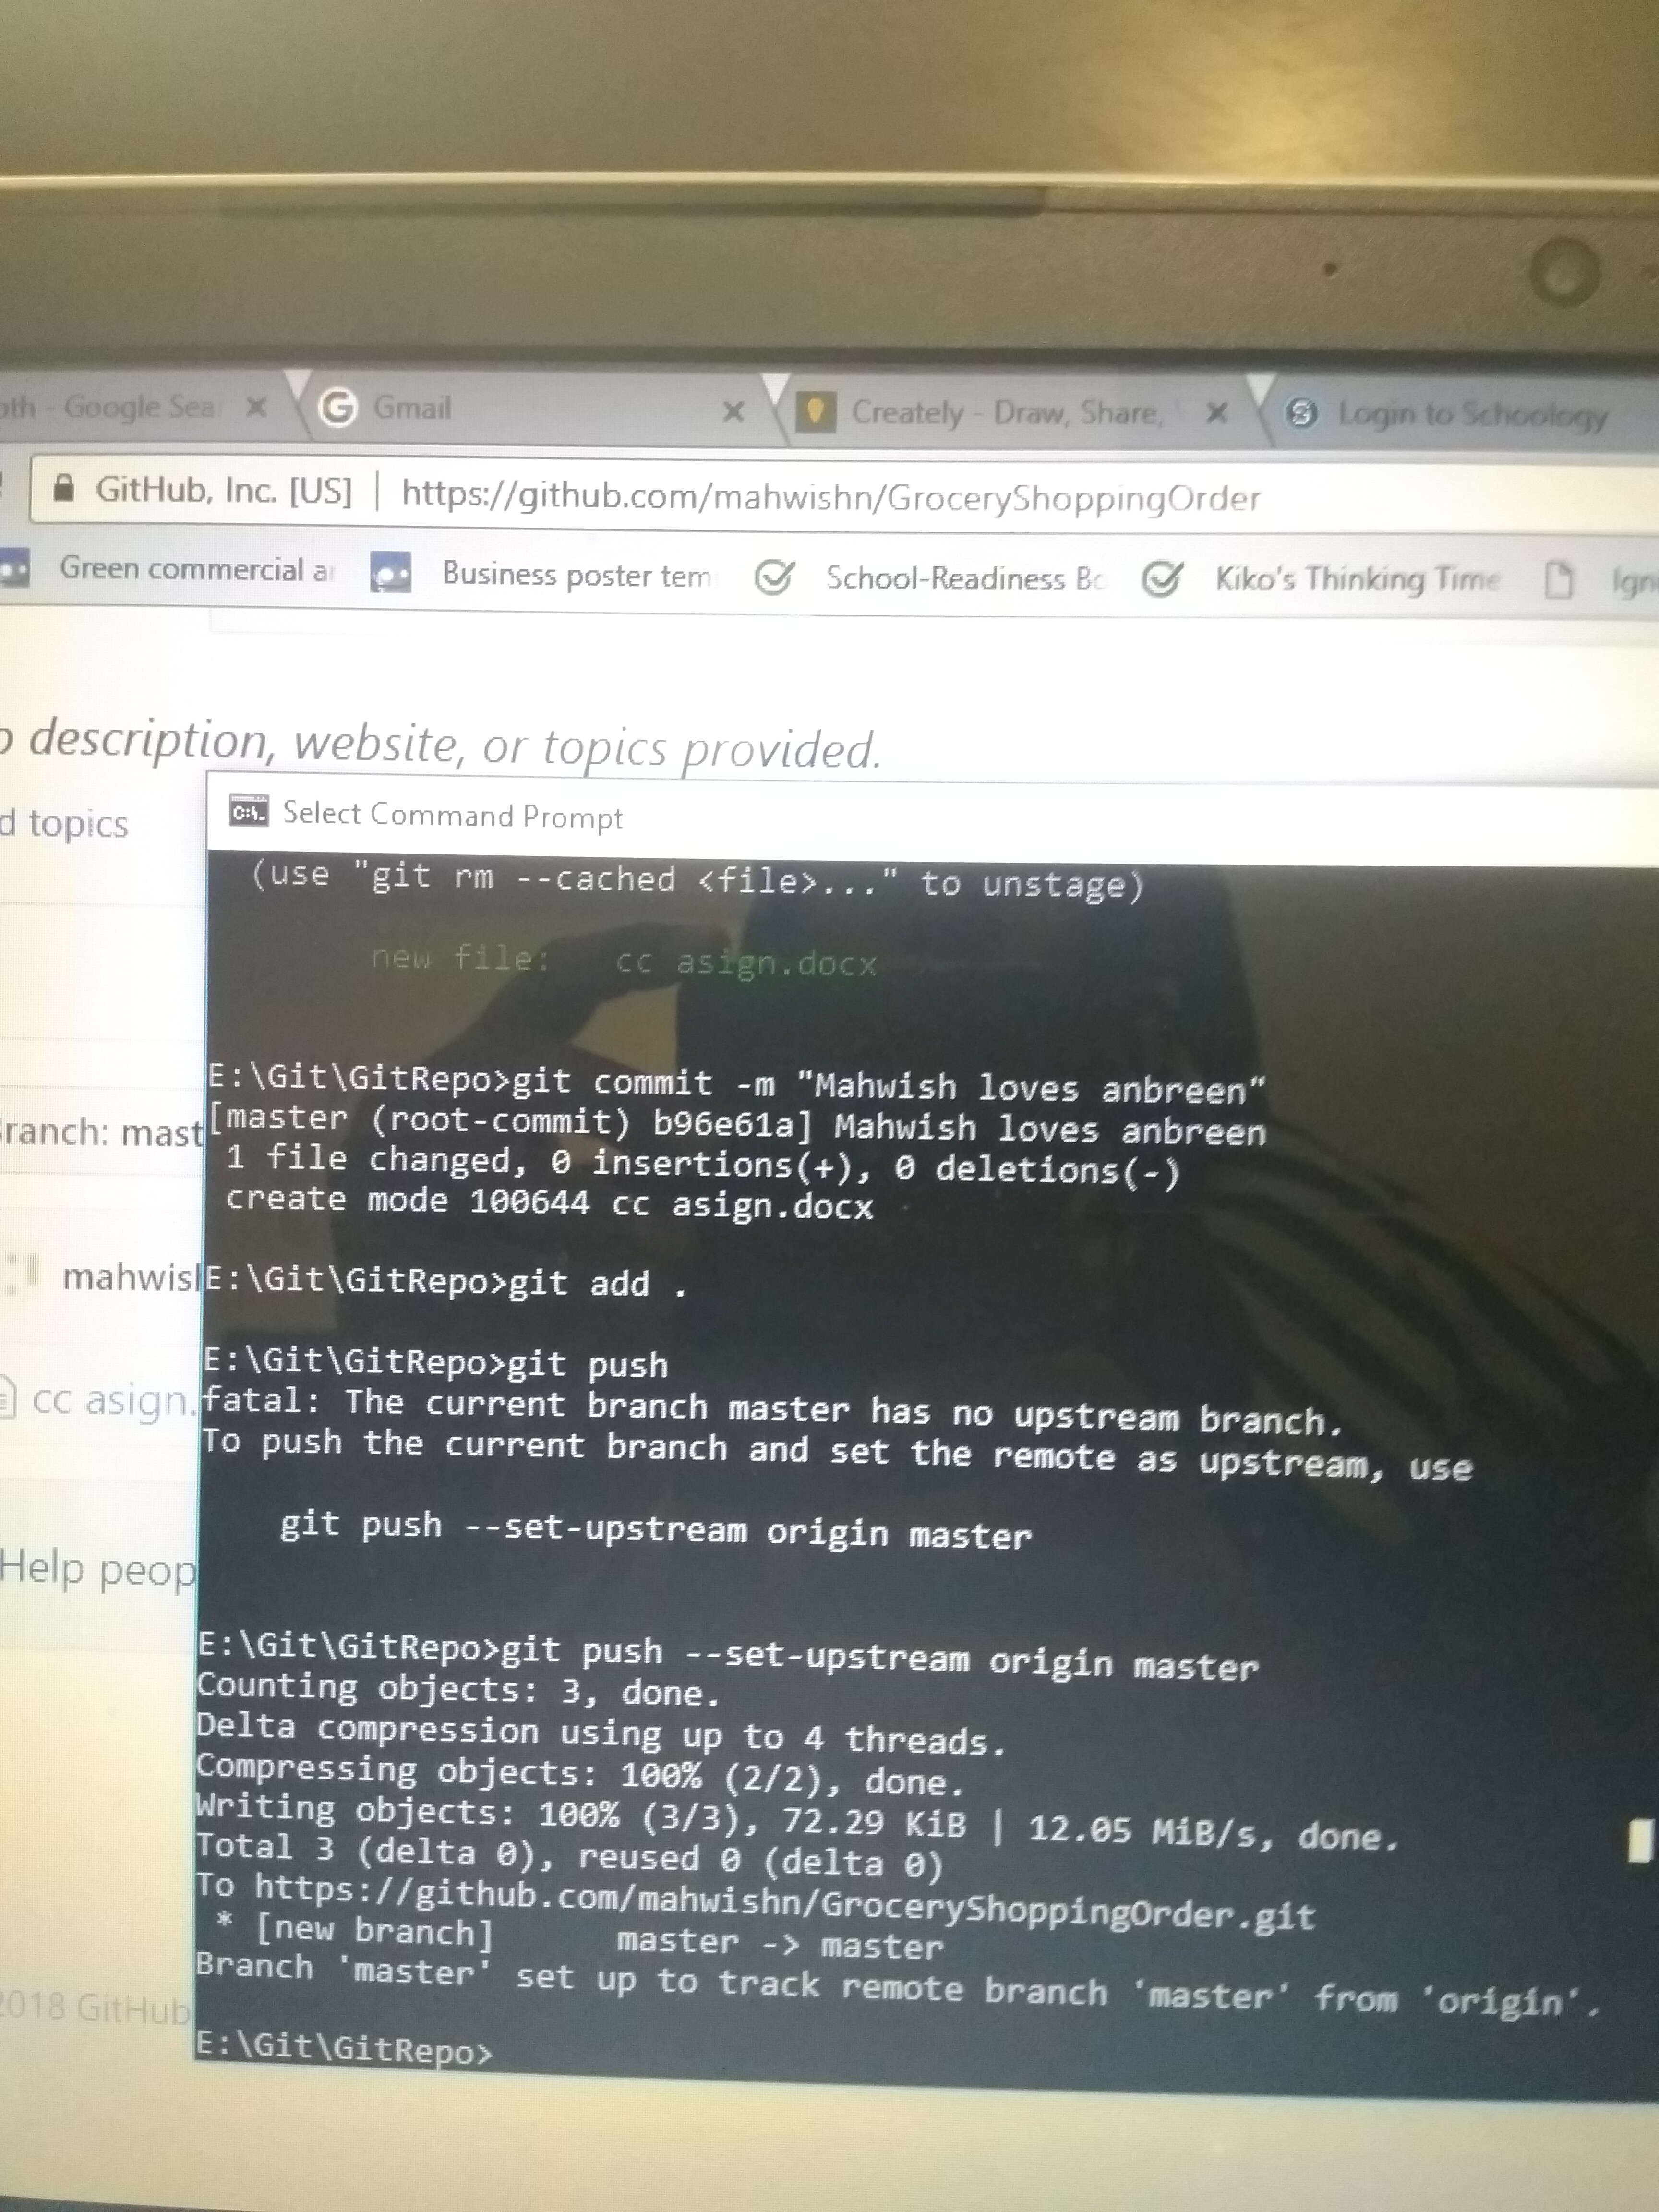 Google Sea
Gmail
Creately - Draw, Share,
Login to Schoology
GitHub, Inc. [US] | https://github.com/mahwishn/GroceryShoppingOrder
Green commercial a
Business poster tem
School-Readiness Bo
Kiko's Thinking Time
Ign
description, website, or topics provided.
d topics
Select Command Prompt
(use "git rm --cached <file>..." to unstage)
new file: cc asign.docx
E:\Git\GitRepo>git commit -m "Mahwish loves anbreen"
[master (root-commit) b96e61a] Mahwish loves anbreen
1 file changed, 0 insertions(+), 0 deletions(-)
create mode 100644 cc asign.docx
ranch: mast
mahwish
E:\Git\GitRepo>git add .
E:\Git\GitRepo>git push
cc asign.
fatal: The current branch master has no upstream branch.
To push the current branch and set the remote as upstream, use
git push --set-upstream origin master
Help peop
E:\Git\GitRepo>git push --set-upstream origin master
Counting objects: 3, done.
Delta compression using up to 4 threads.
Compressing objects: 100% (2/2), done.
Writing objects: 100% (3/3), 72.29 KiB | 12.05 MiB/s, done.
Total 3 (delta 0), reused 0 (delta 0)
To https://github.com/mahwishn/GroceryShoppingOrder.git
* [new branch] master -> master
Branch 'master' set up to track remote branch 'master' from 'origin'.
2018 GitHub
E:\Git\GitRepo>